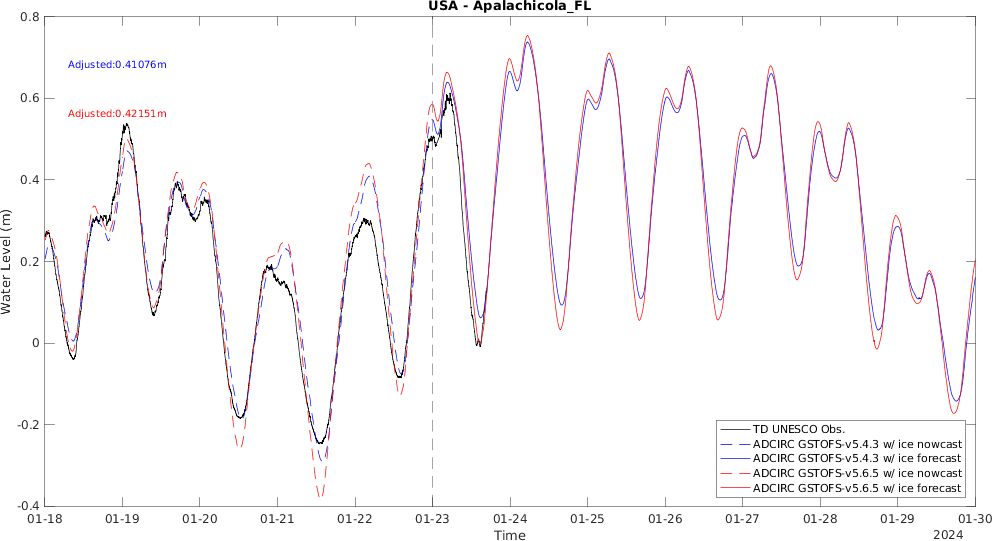 USA - Apalachicola_FL
0.8
0.6
0.4
0.2
0
-0.2
-0.4
Water Level (m)
Adjusted:0.41076m
Adjusted:0.42151m
TD UNESCO Obs.
ADCIRC GSTOFS-v5.4.3 w/ ice nowcast
ADCIRC GSTOFS-v5.4.3 w/ ice forecast
ADCIRC GSTOFS-v5.6.5 w/ ice nowcast
ADCIRC GSTOFS-v5.6.5 w/ ice forecast
01-18 01-19 01-20 01-21 01-22 01-23 01-24 01-25 01-26 01-27 01-28 01-29 01-30
Time
2024